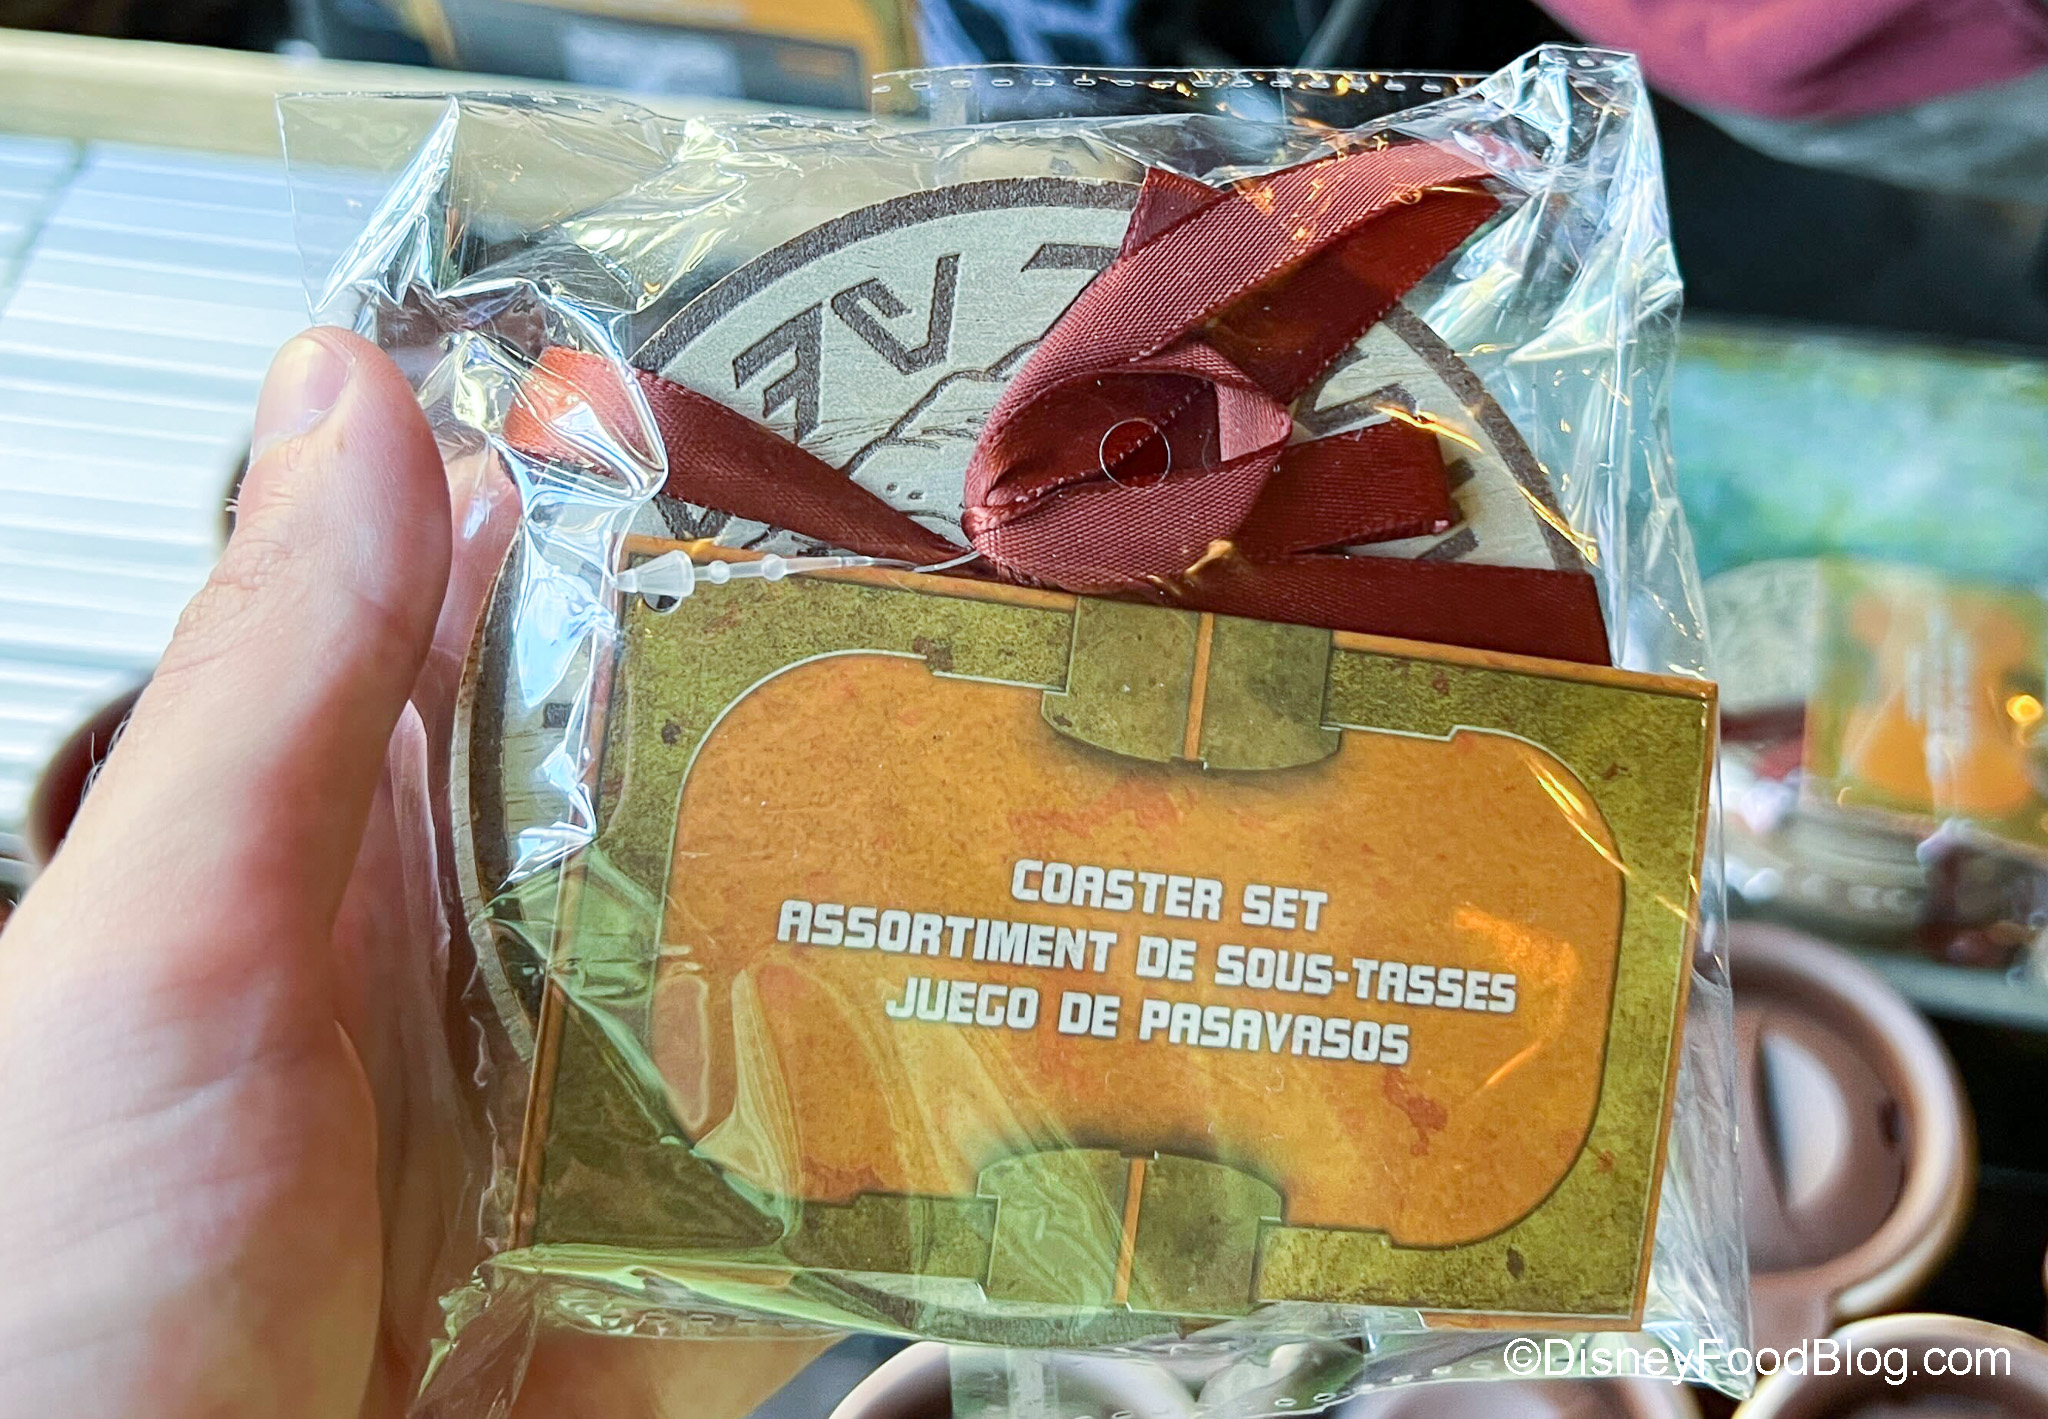 COASTER SET
ASSORTIMENT DE SOUS-TASSES
JUEGO DE PASAVASOS
©DisneyFoodBlog.com